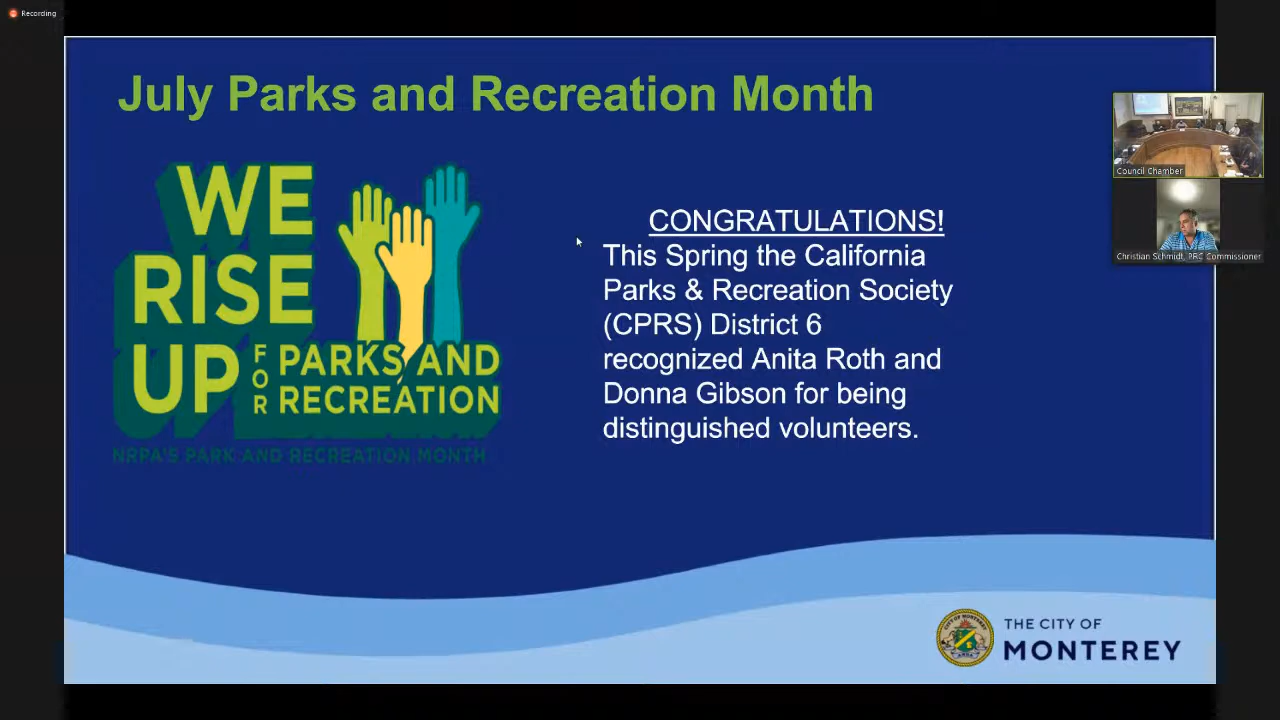 Recording
July Parks and Recreation Month
WE
RISE
UP FOR PARKS AND
RECREATION
NRPA'S PARK AND RECREATION MONTH
CONGRATULATIONS!
This Spring the California
Parks & Recreation Society
(CPRS) District 6
recognized Anita Roth and
Donna Gibson for being
distinguished volunteers.
Council Chamber
Christian Schmidt, PRC Commissioner
THE CITY OF
MONTEREY